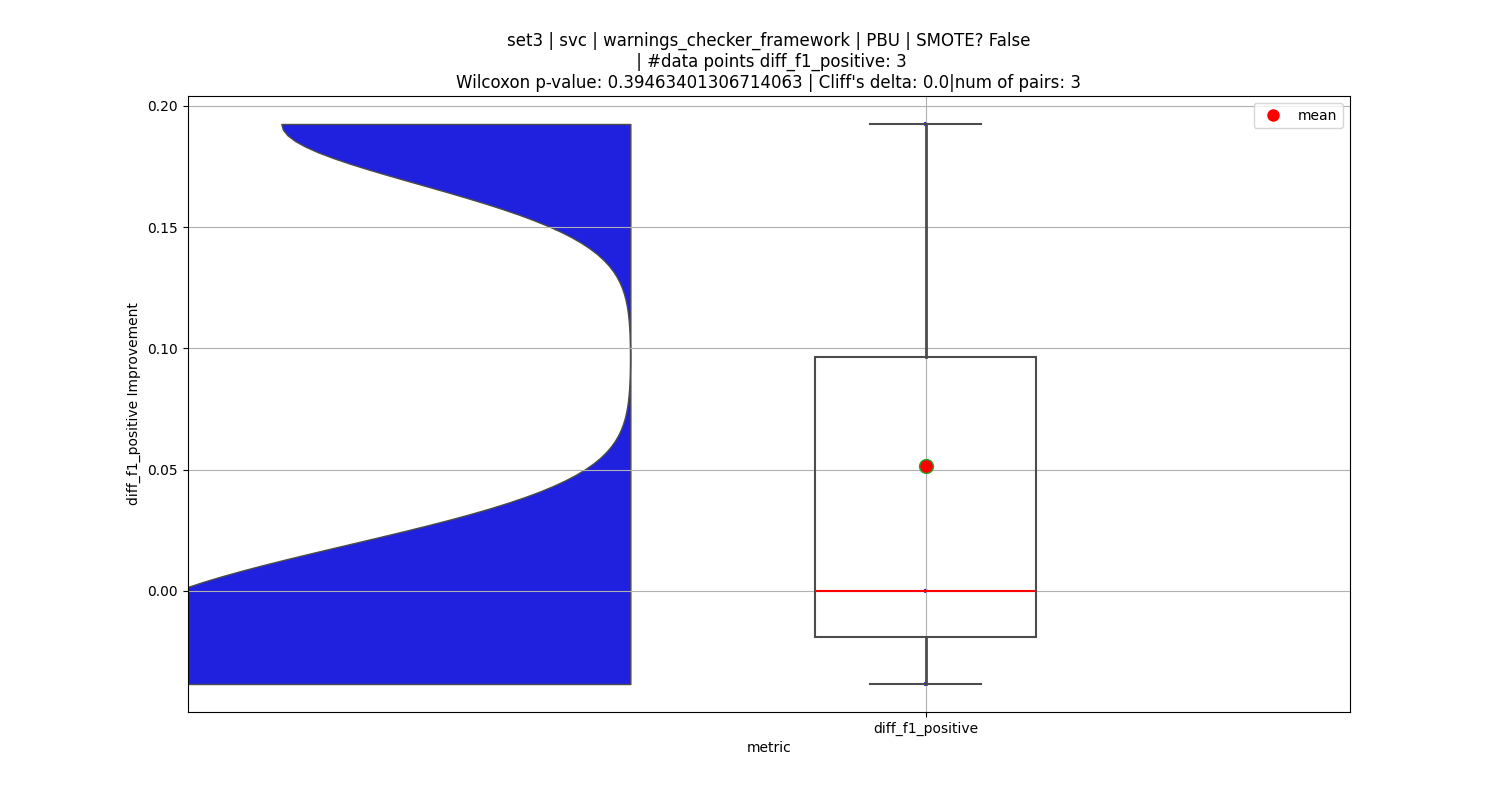 set3 | svc | warnings_checker_framework | PBU | SMOTE? False
| #data points diff_f1_positive: 3
Wilcoxon p-value: 0.39463401306714063 | Cliff's delta: 0.0|num of pairs: 3
mean
0.20
0.15
0.10
0.05
0.00
diff_f1_positive Improvement
diff_f1_positive
metric